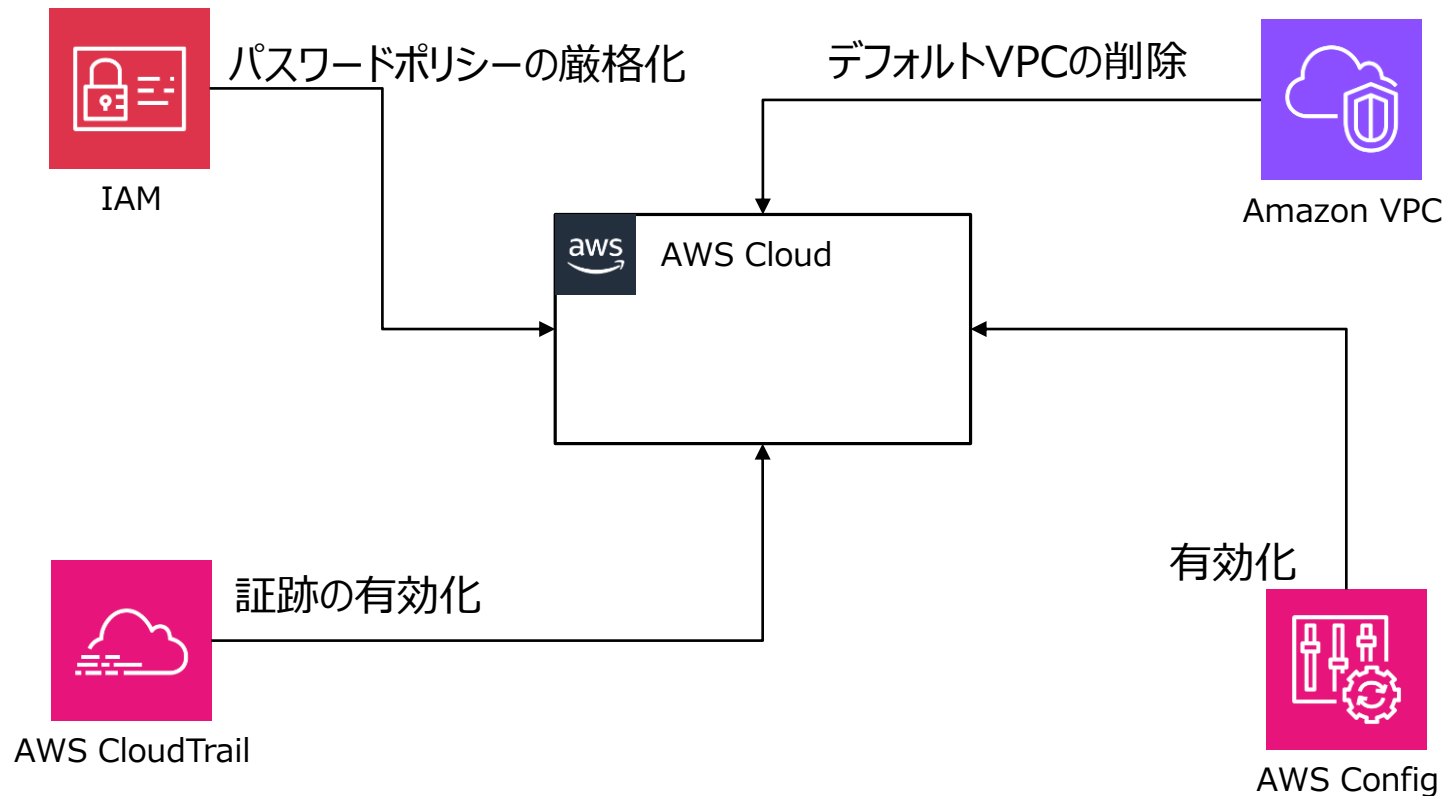 パスワードポリシーの厳格化
デフォルトVPCの削除
IAM
Amazon VPC
aws
AWS Cloud
有効化
証跡の有効化
AWS CloudTrail
AWS Config